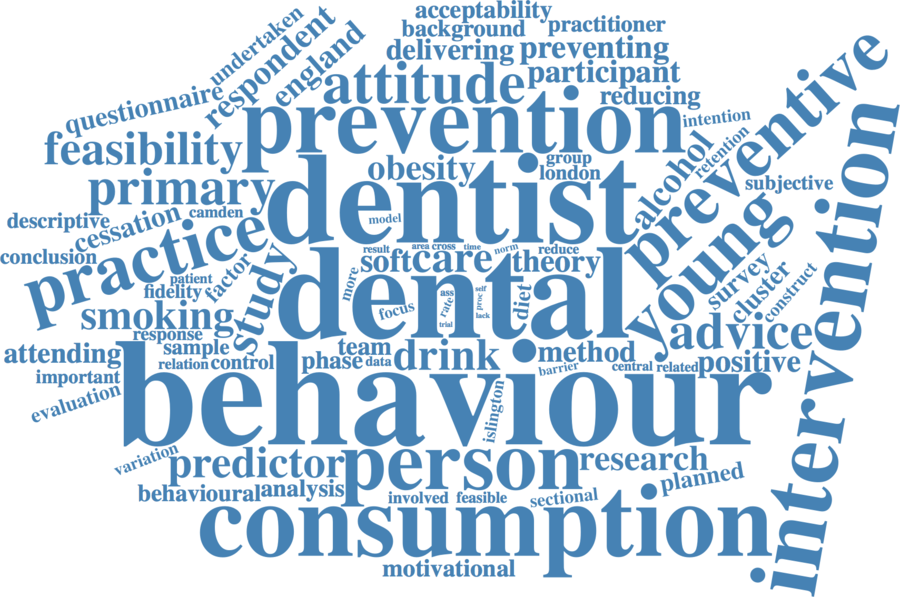 acceptability
background
practitioner
undertaken
respondent
england
delivering
preventing
attitude
participant
reducing
questionnaire
prevention
intention
preventive
feasibility
obesity
group
london
alcohol
retention
subjective
primary
dentist
descriptive
cessation
camden
model
conclusion
practice
factor
study
result
area
cross
time
norm
reduce
more
soft
care
theory
young
survey
cluster
construct
intervention
patient
fidelity
dental
focus
ass
rate
trial
self
proc
lack
diet
smoking
response
advice
attending
sample
team
drink
method
relation
control
phase
data
barrier
central
related
positive
important
evaluation
behaviour
islington
variation
predictor
person
research
planned
behavioural
analysis
involved
feasible
sectional
consumption
motivational